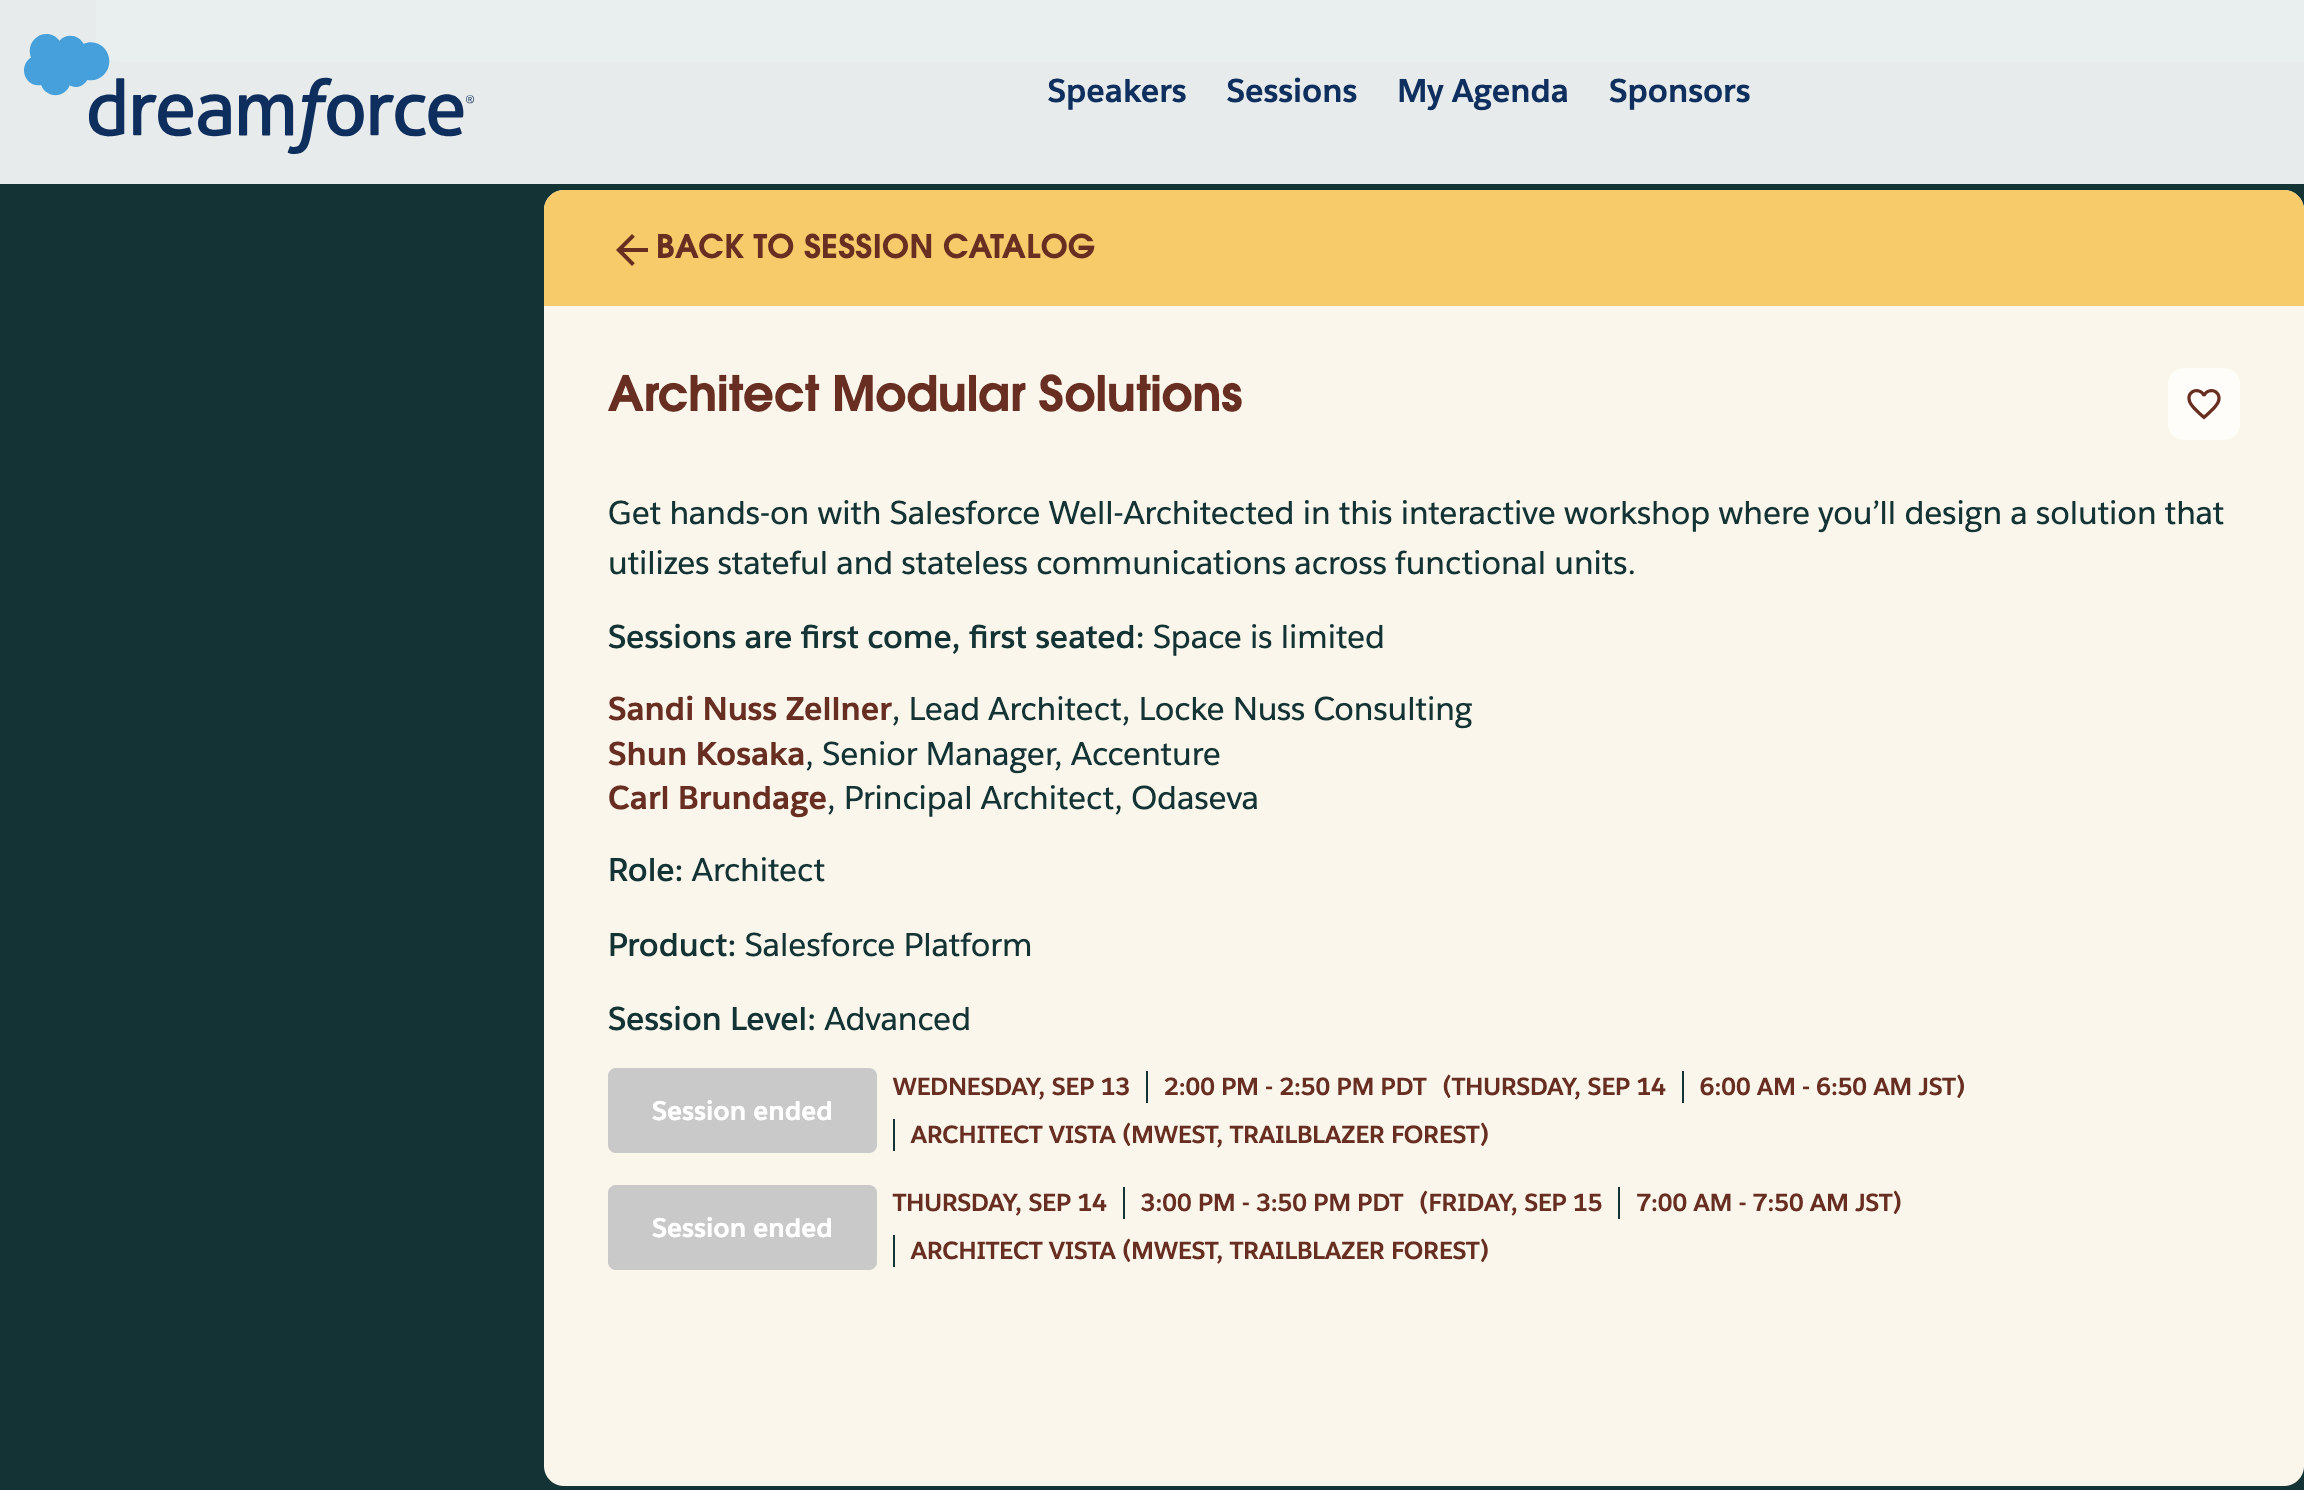 dreamforce®
Speakers Sessions My Agenda Sponsors
BACK TO SESSION CATALOG
Architect Modular Solutions
Get hands-on with Salesforce Well-Architected in this interactive workshop where you’ll design a solution that
utilizes stateful and stateless communications across functional units.
Sessions are first come, first seated: Space is limited
Sandi Nuss Zellner, Lead Architect, Locke Nuss Consulting
Shun Kosaka, Senior Manager, Accenture
Carl Brundage, Principal Architect, Odaseva
Role: Architect
Product: Salesforce Platform
Session Level: Advanced
Session ended
WEDNESDAY, SEP 13 | 2:00 PM - 2:50 PM PDT (THURSDAY, SEP 14 | 6:00 AM - 6:50 AM JST)
| ARCHITECT VISTA (MWEST, TRAILBLAZER FOREST)
Session ended
THURSDAY, SEP 14 | 3:00 PM - 3:50 PM PDT (FRIDAY, SEP 15 | 7:00 AM - 7:50 AM JST)
| ARCHITECT VISTA (MWEST, TRAILBLAZER FOREST)